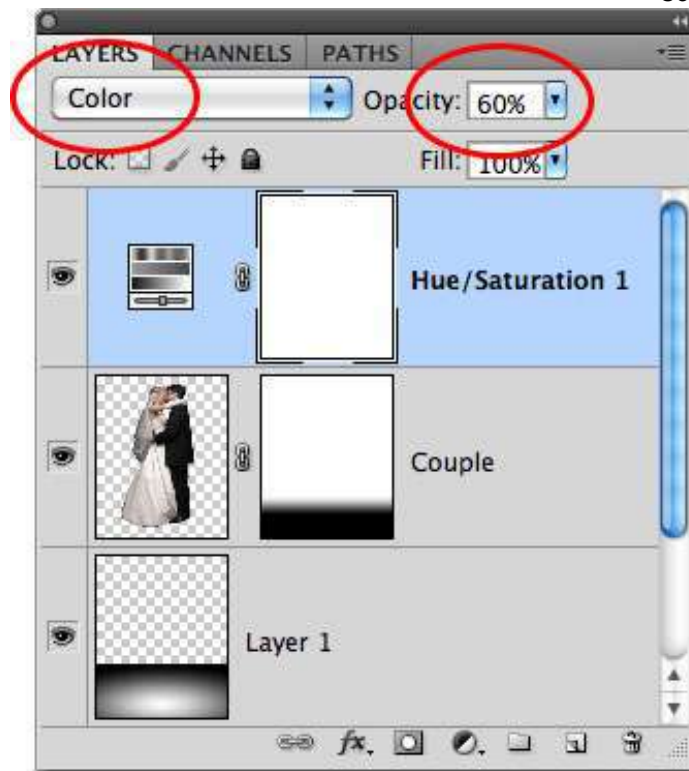 LAYERS CHANNELS PATHS
Color Opacity: 60%
Lock: Fill: 100%
Hue/Saturation 1
Couple
Layer 1
fx.